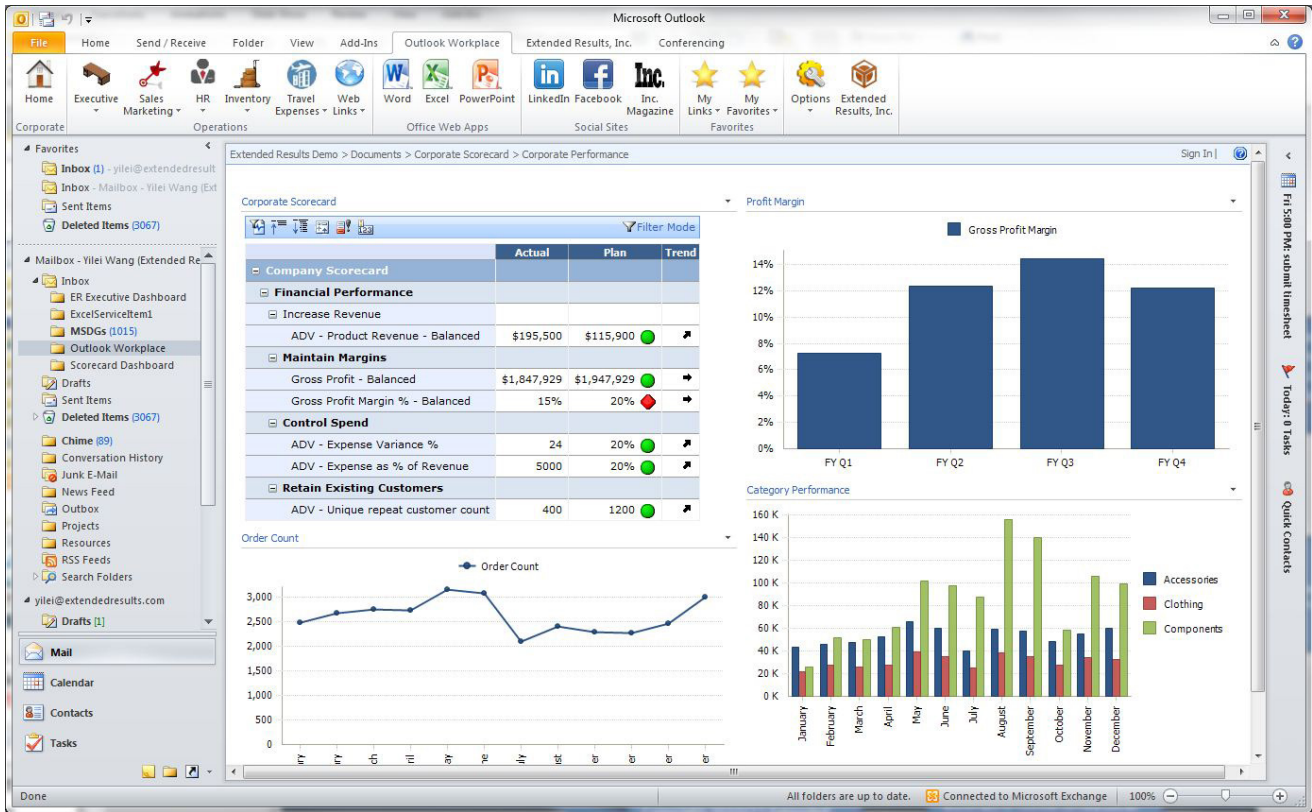 Microsoft Outlook
File Home Send / Receive Folder View Add-Ins Outlook Workplace Extended Results, Inc. Conferencing
Home Executive Sales Marketing HR Inventory Travel Expenses Web Links Word Excel PowerPoint LinkedIn Facebook Inc. Magazine My Links My Favorites Options Extended Results, Inc.
Corporate Operations Office Web Apps Social Sites Favorites
Favorites
Inbox (1) - yilei@extendedresult
Inbox - Mailbox - Yilei Wang (Ext
Sent Items
Deleted Items (3067)
Mailbox - Yilei Wang (Extended Re
Inbox
ER Executive Dashboard
ExcelServiceItem1
MSDGs (1015)
Outlook Workplace
Scorecard Dashboard
Drafts
Sent Items
Deleted Items (3067)
Chime (89)
Conversation History
Junk E-Mail
News Feed
Outbox
Projects
Resources
RSS Feeds
Search Folders
yilei@extendedresults.com
Drafts [1]
Mail
Calendar
Contacts
Tasks
Extended Results Demo > Documents > Corporate Scorecard > Corporate Performance
Sign In |
Corporate Scorecard
Filter Mode
Actual Plan Trend
Company Scorecard
Financial Performance
Increase Revenue
ADV - Product Revenue - Balanced $195,500 $115,900
Maintain Margins
Gross Profit - Balanced $1,847,929 $1,947,929
Gross Profit Margin % - Balanced 15% 20%
Control Spend
ADV - Expense Variance % 24 20%
ADV - Expense as % of Revenue 5000 20%
Retain Existing Customers
ADV - Unique repeat customer count 400 1200
Profit Margin
Gross Profit Margin
14%
12%
10%
8%
6%
4%
2%
0%
FY Q1 FY Q2 FY Q3 FY Q4
Order Count
Order Count
3,000
2,500
2,000
1,500
1,000
500
0
Category Performance
160 K
140 K
120 K
100 K
80 K
60 K
40 K
20 K
0 K
January February March April May June July August September October November December
Accessories
Clothing
Components
Fri 5:00 PM: submit timesheet
Today: 0 Tasks
Quick Contacts
Done All folders are up to date. Connected to Microsoft Exchange 100%